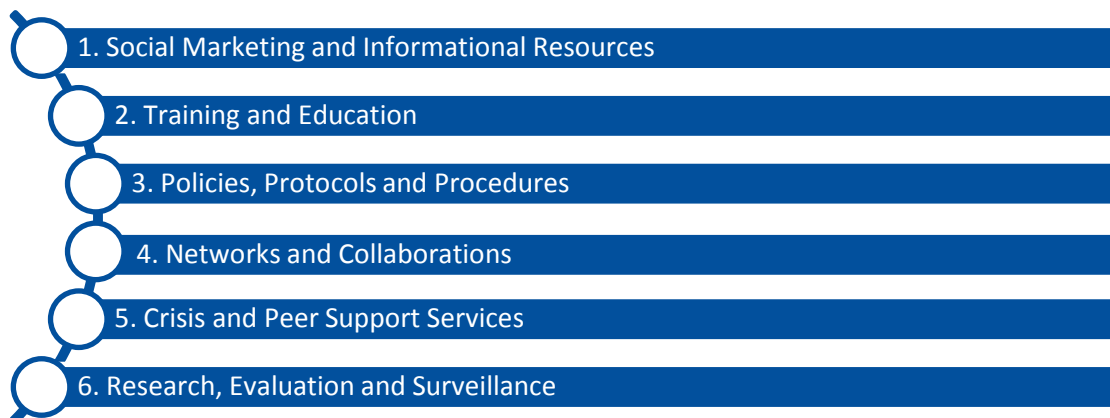 1. Social Marketing and Informational Resources
2. Training and Education
3. Policies, Protocols and Procedures
4. Networks and Collaborations
5. Crisis and Peer Support Services
6. Research, Evaluation and Surveillance